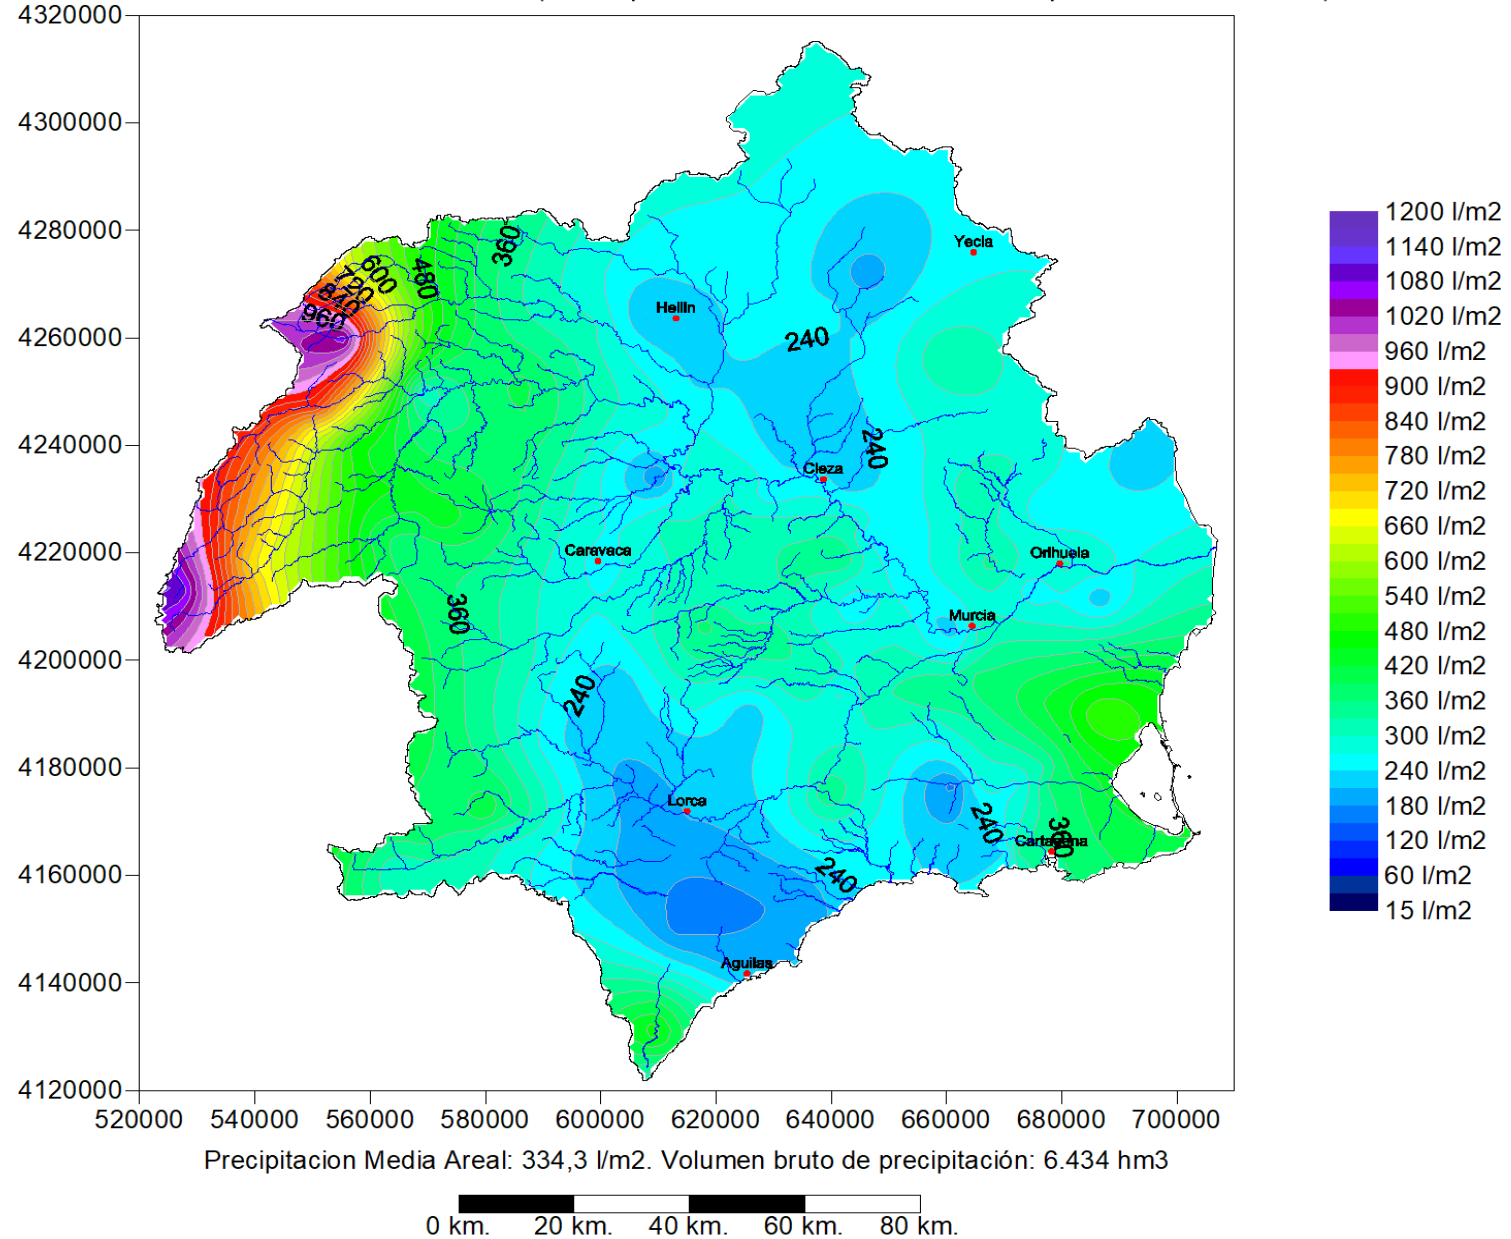 4320000
4300000
4280000
4260000
4240000
4220000
4200000
4180000
4160000
4140000
4120000
520000 540000 560000 580000 600000 620000 640000 660000 680000 700000
360
480
600
720
840
960
Yecla
Hellin
240
240
Cieza
Caravaca
Orihuela
360
Murcia
240
Lorca
240
Cartagena
360
240
Aguilas
1200 l/m2
1140 l/m2
1080 l/m2
1020 l/m2
960 l/m2
900 l/m2
840 l/m2
780 l/m2
720 l/m2
660 l/m2
600 l/m2
540 l/m2
480 l/m2
420 l/m2
360 l/m2
300 l/m2
240 l/m2
180 l/m2
120 l/m2
60 l/m2
15 l/m2
Precipitacion Media Areal: 334,3 l/m2. Volumen bruto de precipitación: 6.434 hm3
0 km. 20 km. 40 km. 60 km. 80 km.